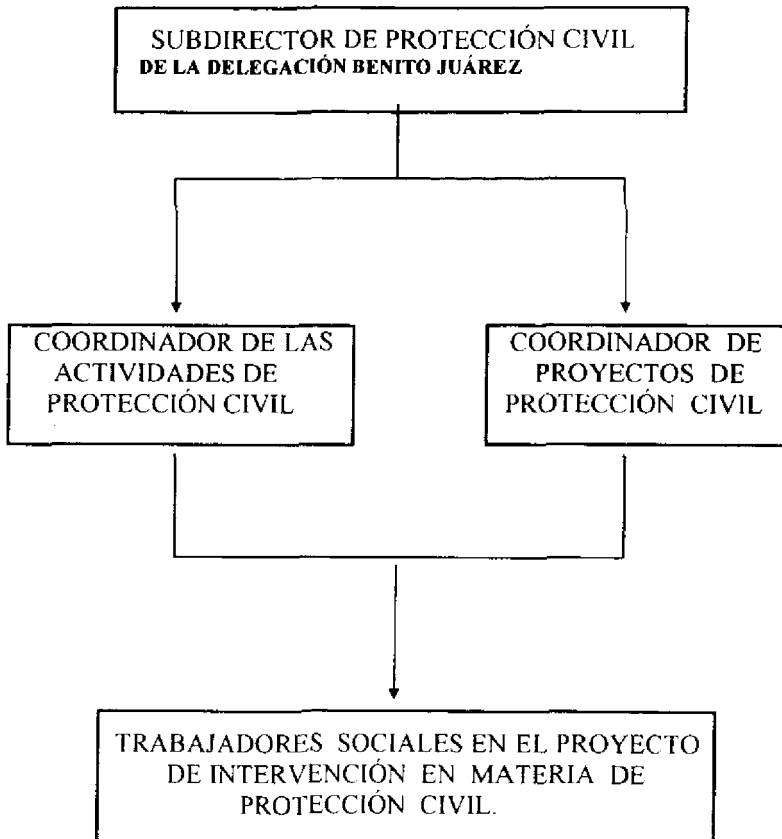 SUBDIRECTOR DE PROTECCIÓN CIVIL
DE LA DELEGACIÓN BENITO JUÁREZ
COORDINADOR DE LAS
ACTIVIDADES DE
PROTECCIÓN CIVIL
COORDINADOR DE
PROYECTOS DE
PROTECCIÓN CIVIL
TRABAJADORES SOCIALES EN EL PROYECTO
DE INTERVENCIÓN EN MATERIA DE
PROTECCIÓN CIVIL.